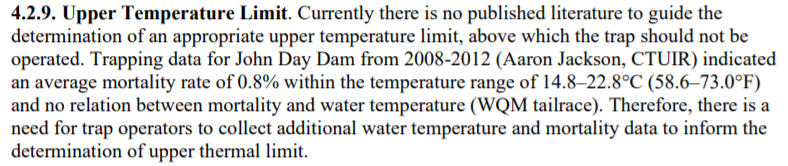 4.2.9. Upper Temperature Limit. Currently there is no published literature to guide the
determination of an appropriate upper temperature limit, above which the trap should not be
operated. Trapping data for John Day Dam from 2008-2012 (Aaron Jackson, CTUIR) indicated
an average mortality rate of 0.8% within the temperature range of 14.8–22.8°C (58.6–73.0°F)
and no relation between mortality and water temperature (WQM tailrace). Therefore, there is a
need for trap operators to collect additional water temperature and mortality data to inform the
determination of upper thermal limit.